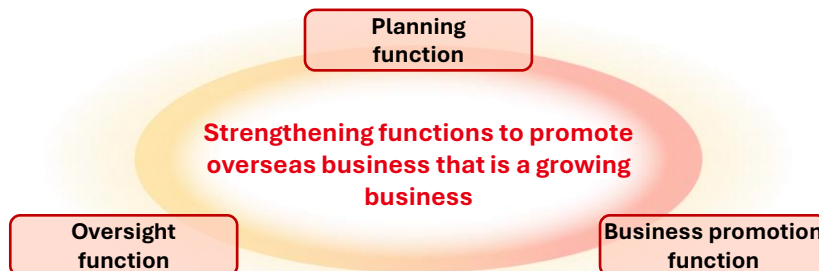 Planning
function
Strengthening functions to promote
overseas business that is a growing
business
Oversight
function
Business promotion
function